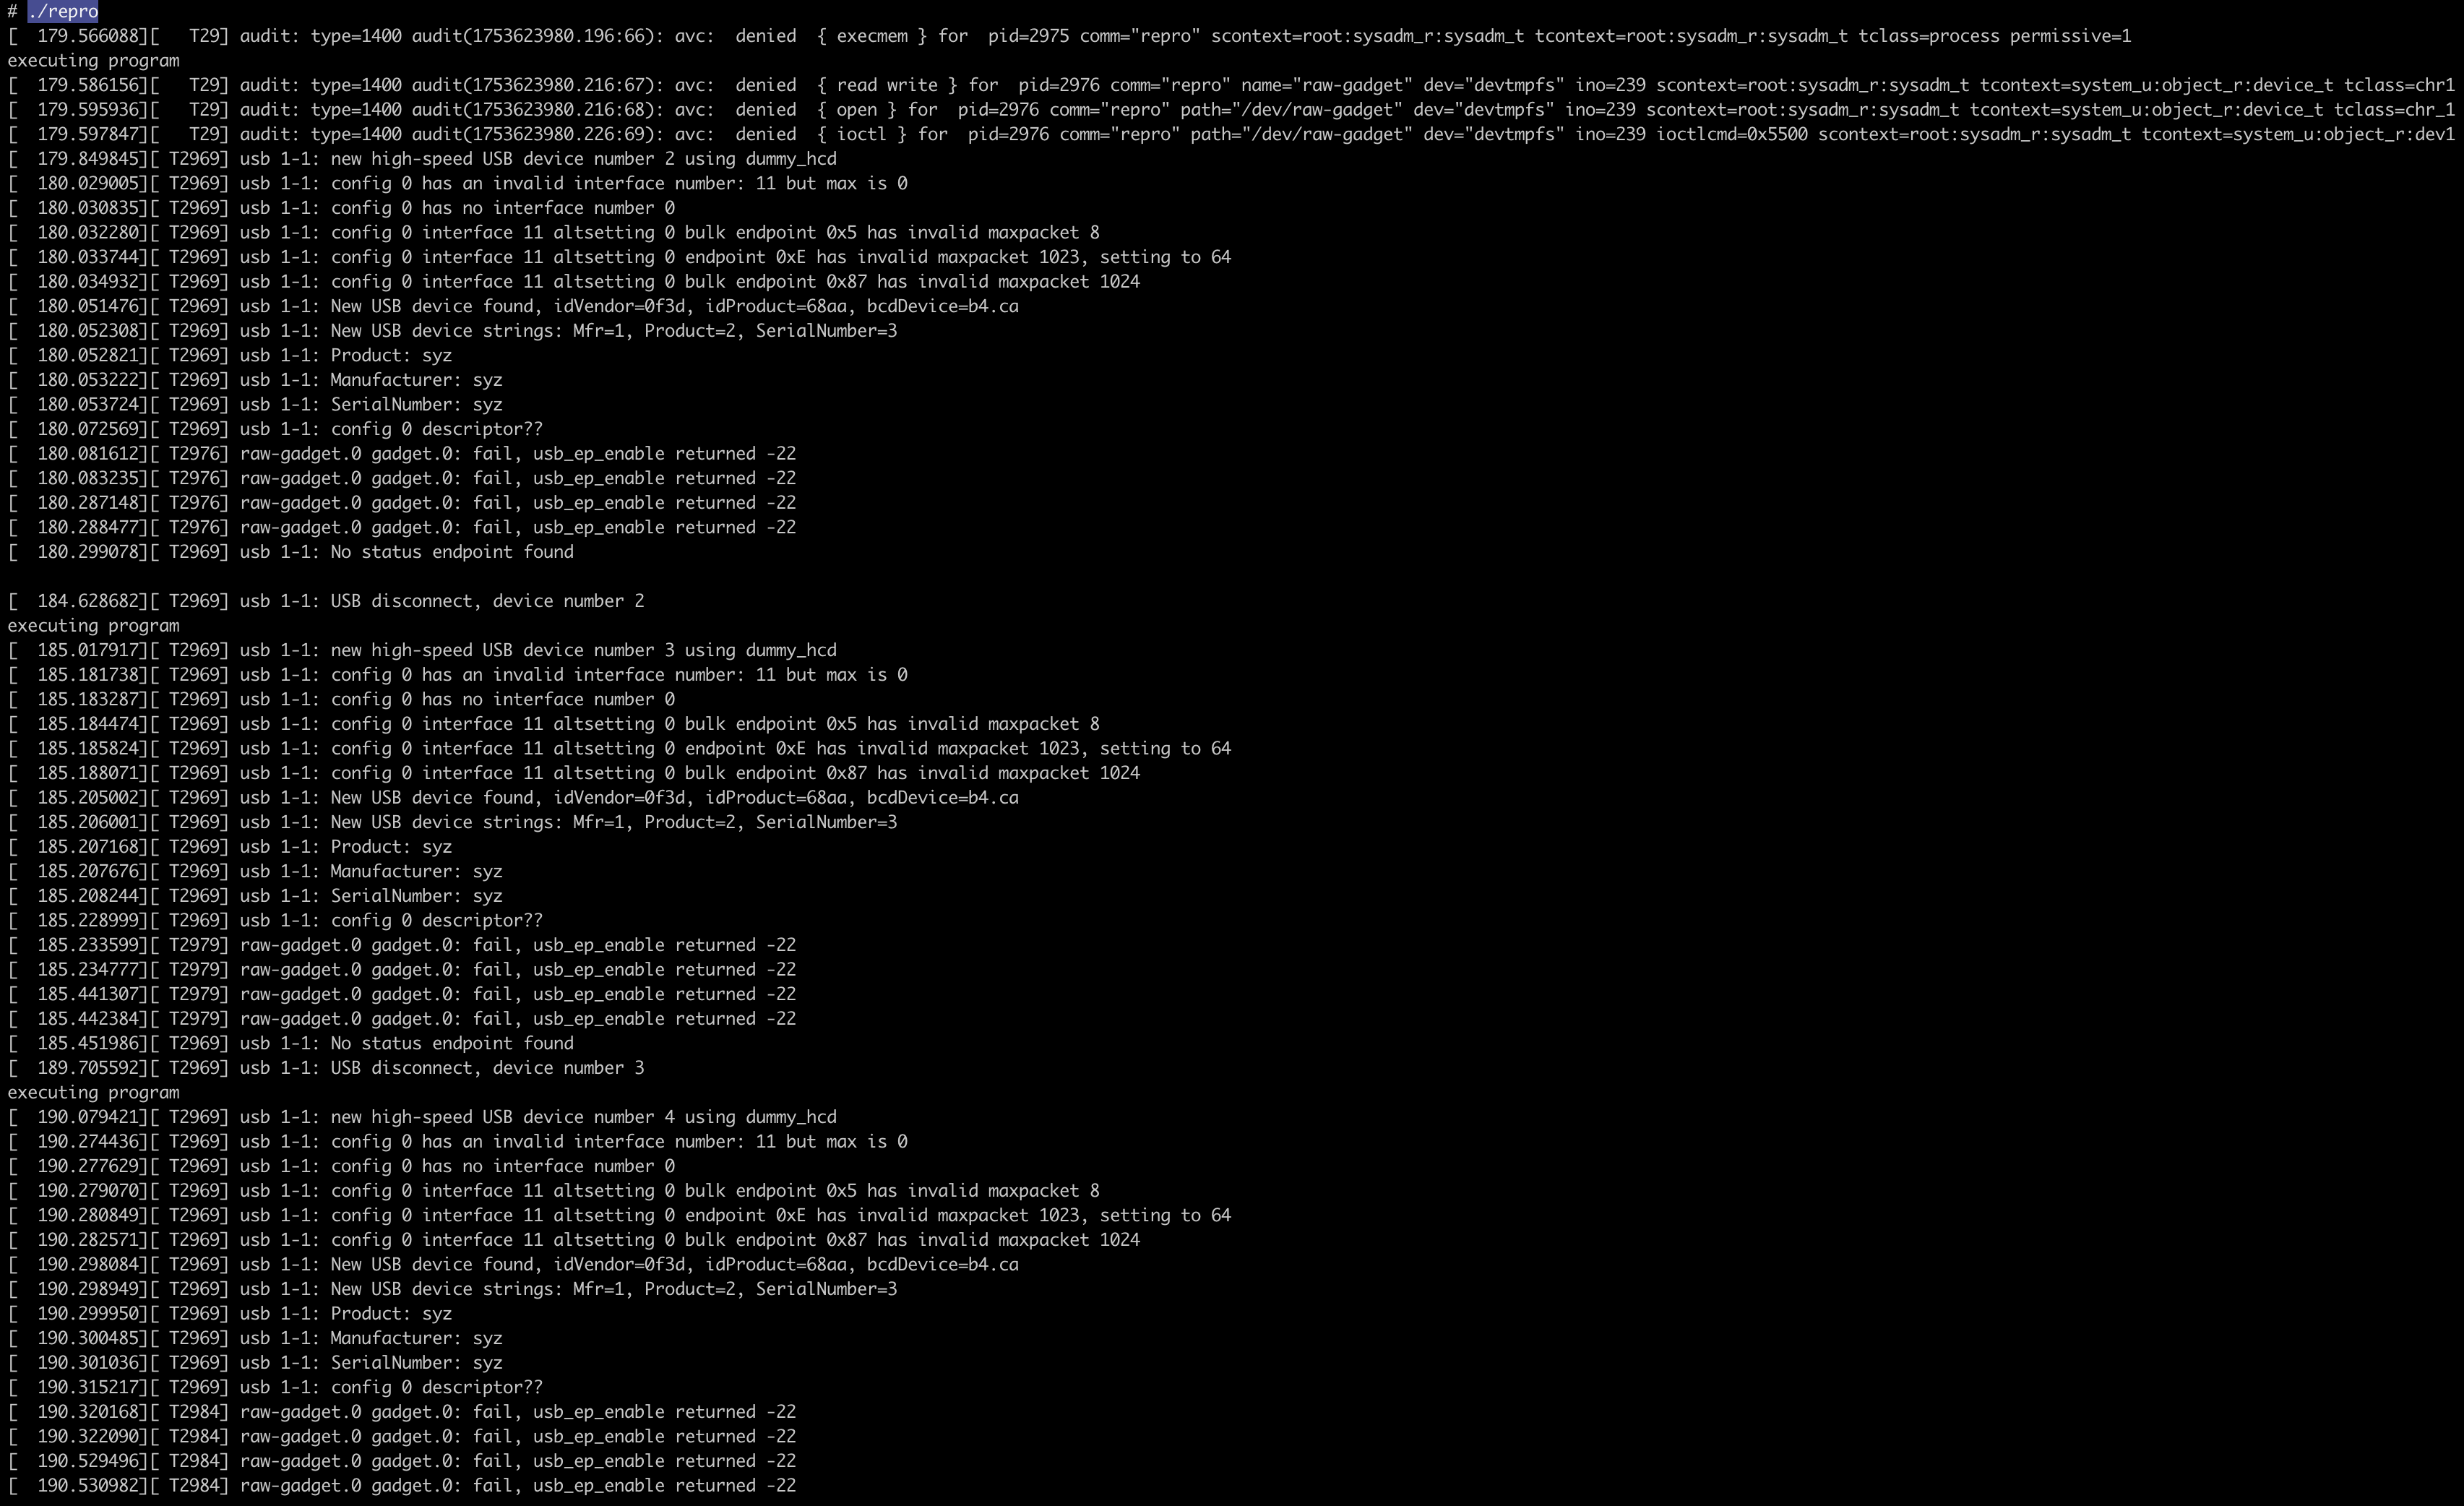 # ./repro
[  179.566088][   T29] audit: type=1400 audit(1753623980.196:66): avc:  denied  { execmem } for  pid=2975 comm="repro" scontext=root:sysadm_r:sysadm_t tcontext=root:sysadm_r:sysadm_t tclass=process permissive=1
executing program
[  179.586156][   T29] audit: type=1400 audit(1753623980.216:67): avc:  denied  { read write } for  pid=2976 comm="repro" name="raw-gadget" dev="devtmpfs" ino=239 scontext=root:sysadm_r:sysadm_t tcontext=system_u:object_r:device_t tclass=chr1
[  179.595936][   T29] audit: type=1400 audit(1753623980.216:68): avc:  denied  { open } for  pid=2976 comm="repro" path="/dev/raw-gadget" dev="devtmpfs" ino=239 scontext=root:sysadm_r:sysadm_t tcontext=system_u:object_r:device_t tclass=chr_1
[  179.597847][   T29] audit: type=1400 audit(1753623980.226:69): avc:  denied  { ioctl } for  pid=2976 comm="repro" path="/dev/raw-gadget" dev="devtmpfs" ino=239 ioctlcmd=0x5500 scontext=root:sysadm_r:sysadm_t tcontext=system_u:object_r:dev1
[  179.849845][ T2969] usb 1-1: new high-speed USB device number 2 using dummy_hcd
[  180.029005][ T2969] usb 1-1: config 0 has an invalid interface number: 11 but max is 0
[  180.030835][ T2969] usb 1-1: config 0 has no interface number 0
[  180.032280][ T2969] usb 1-1: config 0 interface 11 altsetting 0 bulk endpoint 0x5 has invalid maxpacket 8
[  180.033744][ T2969] usb 1-1: config 0 interface 11 altsetting 0 endpoint 0xE has invalid maxpacket 1023, setting to 64
[  180.034932][ T2969] usb 1-1: config 0 interface 11 altsetting 0 bulk endpoint 0x87 has invalid maxpacket 1024
[  180.051476][ T2969] usb 1-1: New USB device found, idVendor=0f3d, idProduct=68aa, bcdDevice=b4.ca
[  180.052308][ T2969] usb 1-1: New USB device strings: Mfr=1, Product=2, SerialNumber=3
[  180.052821][ T2969] usb 1-1: Product: syz
[  180.053222][ T2969] usb 1-1: Manufacturer: syz
[  180.053724][ T2969] usb 1-1: SerialNumber: syz
[  180.072569][ T2969] usb 1-1: config 0 descriptor??
[  180.081612][ T2976] raw-gadget.0 gadget.0: fail, usb_ep_enable returned -22
[  180.083235][ T2976] raw-gadget.0 gadget.0: fail, usb_ep_enable returned -22
[  180.287148][ T2976] raw-gadget.0 gadget.0: fail, usb_ep_enable returned -22
[  180.288477][ T2976] raw-gadget.0 gadget.0: fail, usb_ep_enable returned -22
[  180.299078][ T2969] usb 1-1: No status endpoint found
[  184.628682][ T2969] usb 1-1: USB disconnect, device number 2
executing program
[  185.017917][ T2969] usb 1-1: new high-speed USB device number 3 using dummy_hcd
[  185.181738][ T2969] usb 1-1: config 0 has an invalid interface number: 11 but max is 0
[  185.183287][ T2969] usb 1-1: config 0 has no interface number 0
[  185.184474][ T2969] usb 1-1: config 0 interface 11 altsetting 0 bulk endpoint 0x5 has invalid maxpacket 8
[  185.185824][ T2969] usb 1-1: config 0 interface 11 altsetting 0 endpoint 0xE has invalid maxpacket 1023, setting to 64
[  185.188071][ T2969] usb 1-1: config 0 interface 11 altsetting 0 bulk endpoint 0x87 has invalid maxpacket 1024
[  185.205002][ T2969] usb 1-1: New USB device found, idVendor=0f3d, idProduct=68aa, bcdDevice=b4.ca
[  185.206001][ T2969] usb 1-1: New USB device strings: Mfr=1, Product=2, SerialNumber=3
[  185.207168][ T2969] usb 1-1: Product: syz
[  185.207676][ T2969] usb 1-1: Manufacturer: syz
[  185.208244][ T2969] usb 1-1: SerialNumber: syz
[  185.228999][ T2969] usb 1-1: config 0 descriptor??
[  185.233599][ T2979] raw-gadget.0 gadget.0: fail, usb_ep_enable returned -22
[  185.234777][ T2979] raw-gadget.0 gadget.0: fail, usb_ep_enable returned -22
[  185.441307][ T2979] raw-gadget.0 gadget.0: fail, usb_ep_enable returned -22
[  185.442384][ T2979] raw-gadget.0 gadget.0: fail, usb_ep_enable returned -22
[  185.451986][ T2969] usb 1-1: No status endpoint found
[  189.705592][ T2969] usb 1-1: USB disconnect, device number 3
executing program
[  190.079421][ T2969] usb 1-1: new high-speed USB device number 4 using dummy_hcd
[  190.274436][ T2969] usb 1-1: config 0 has an invalid interface number: 11 but max is 0
[  190.277629][ T2969] usb 1-1: config 0 has no interface number 0
[  190.279070][ T2969] usb 1-1: config 0 interface 11 altsetting 0 bulk endpoint 0x5 has invalid maxpacket 8
[  190.280849][ T2969] usb 1-1: config 0 interface 11 altsetting 0 endpoint 0xE has invalid maxpacket 1023, setting to 64
[  190.282571][ T2969] usb 1-1: config 0 interface 11 altsetting 0 bulk endpoint 0x87 has invalid maxpacket 1024
[  190.298084][ T2969] usb 1-1: New USB device found, idVendor=0f3d, idProduct=68aa, bcdDevice=b4.ca
[  190.298949][ T2969] usb 1-1: New USB device strings: Mfr=1, Product=2, SerialNumber=3
[  190.299950][ T2969] usb 1-1: Product: syz
[  190.300485][ T2969] usb 1-1: Manufacturer: syz
[  190.301036][ T2969] usb 1-1: SerialNumber: syz
[  190.315217][ T2969] usb 1-1: config 0 descriptor??
[  190.320168][ T2984] raw-gadget.0 gadget.0: fail, usb_ep_enable returned -22
[  190.322090][ T2984] raw-gadget.0 gadget.0: fail, usb_ep_enable returned -22
[  190.529496][ T2984] raw-gadget.0 gadget.0: fail, usb_ep_enable returned -22
[  190.530982][ T2984] raw-gadget.0 gadget.0: fail, usb_ep_enable returned -22